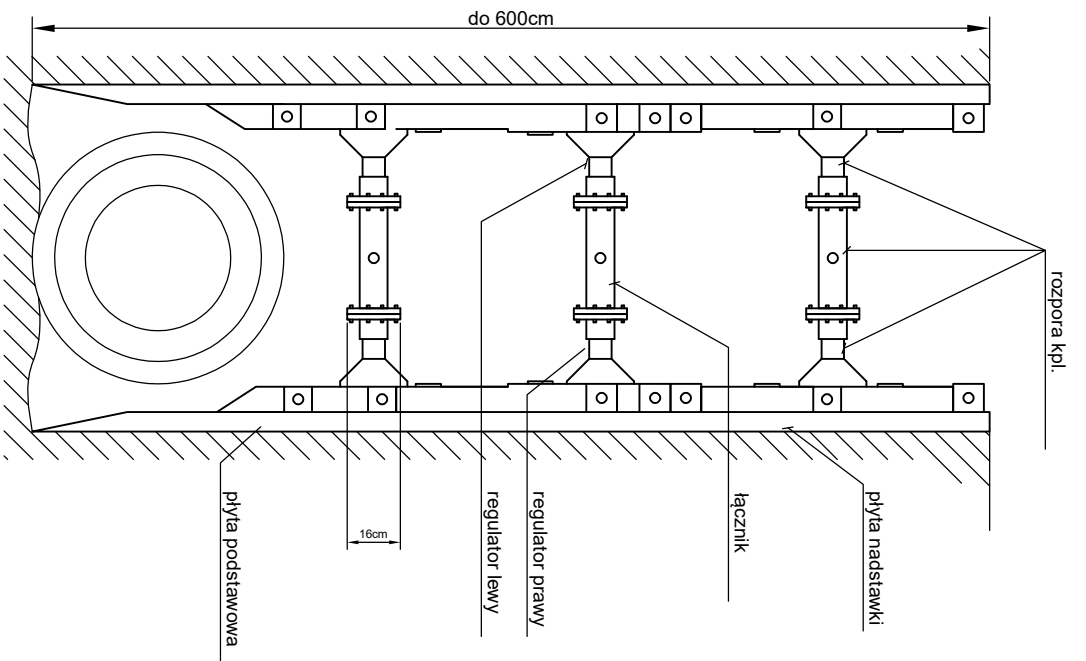 do 600cm
rozpora kpl.
płyta nadstawki
łącznik
regulator prawy
regulator lewy
16cm
płyta podstawowa